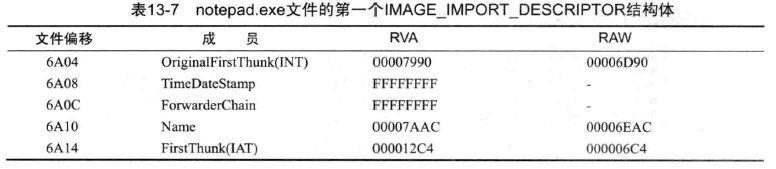 表13-7 notepad.exe文件的第一个IMAGE_IMPORT_DESCRIPTOR结构体
文件偏移 成 员 RVA RAW
6A04 OriginalFirstThunk(INT) 00007990 00006D90
6A08 TimeDateStamp FFFFFFFF -
6A0C ForwarderChain FFFFFFFF -
6A10 Name 00007AAC 00006EAC
6A14 FirstThunk(IAT) 000012C4 000006C4